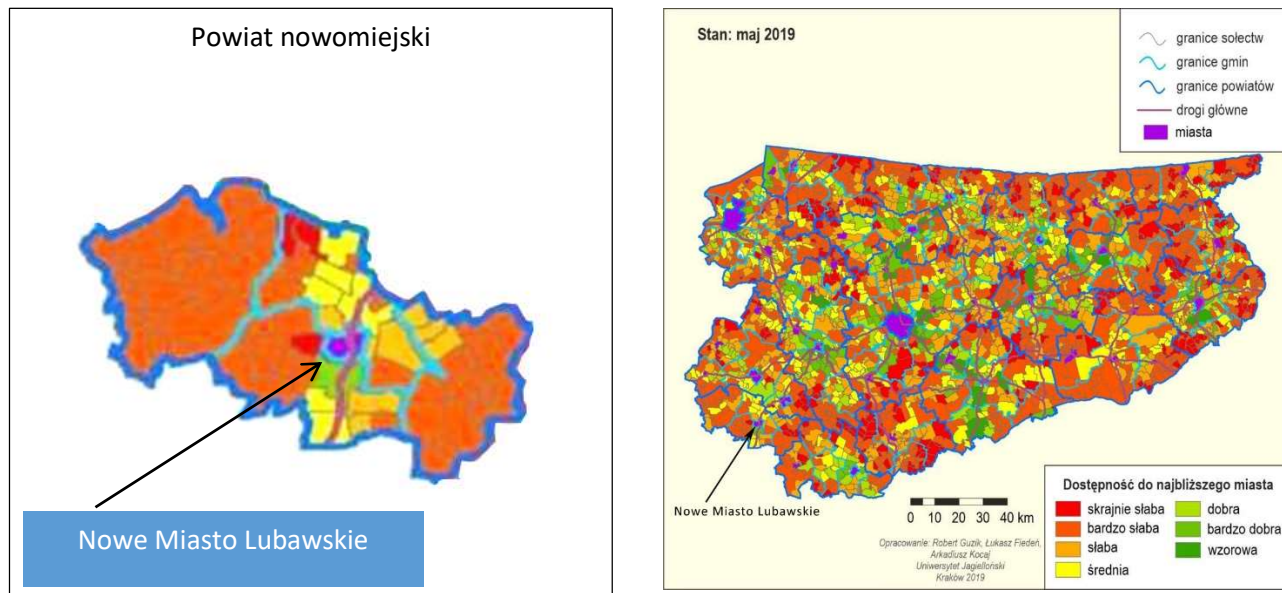 Powiat nowomiejski
Nowe Miasto Lubawskie
Stan: maj 2019
granice sołectw
granice gmin
granice powiatów
drogi główne
miasta
Nowe Miasto Lubawskie
0 5 10 20 30 40 km
Opracowanie: Robert Guzik, Łukasz Fiedeń,
Arkadiusz Kocaj
Uniwersytet Jagielloński
Kraków 2019
Dostępność do najbliższego miasta
skrajnie słaba
bardzo słaba
słaba
średnia
dobra
bardzo dobra
wzorowa